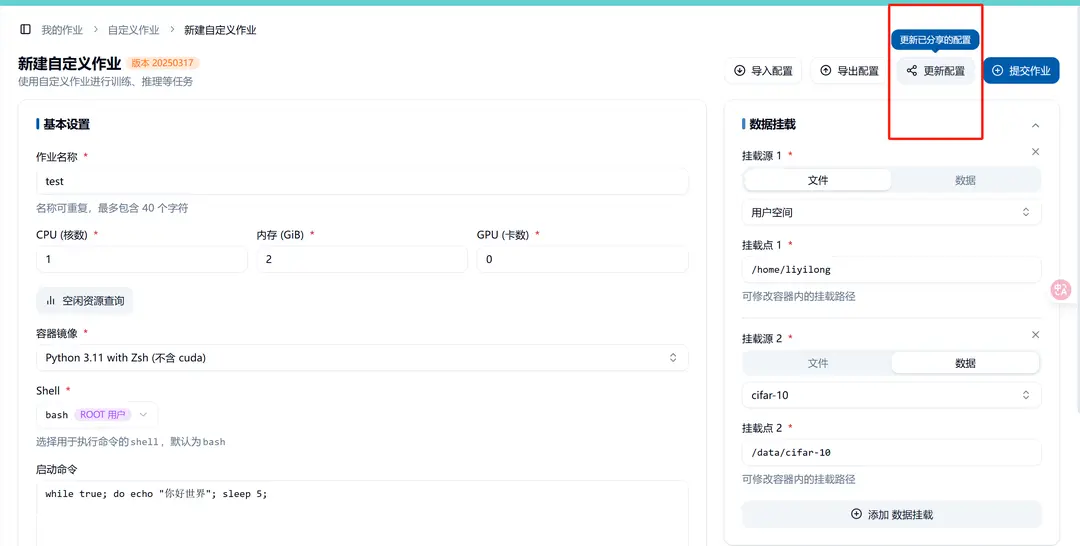 我的作业 > 自定义作业 > 新建自定义作业
更新已分享的配置
新建自定义作业 版本 20250317
使用自定义作业进行训练、推理等任务
导入配置 导出配置 更新配置 提交作业
基本设置
作业名称 *
test
名称可重复，最多包含 40 个字符
CPU (核数) * 内存 (GiB) * GPU (卡数) *
1 2 0
空闲资源查询
容器镜像 *
Python 3.11 with Zsh (不含 cuda)
Shell *
bash ROOT 用户
选择用于执行命令的shell，默认为bash
启动命令
while true; do echo "你好世界"; sleep 5;
数据挂载
挂载源 1 *
文件 数据
用户空间
挂载点 1 *
/home/liyilong
可修改容器内的挂载路径
挂载源 2 *
文件 数据
cifar-10
挂载点 2 *
/data/cifar-10
可修改容器内的挂载路径
添加 数据挂载